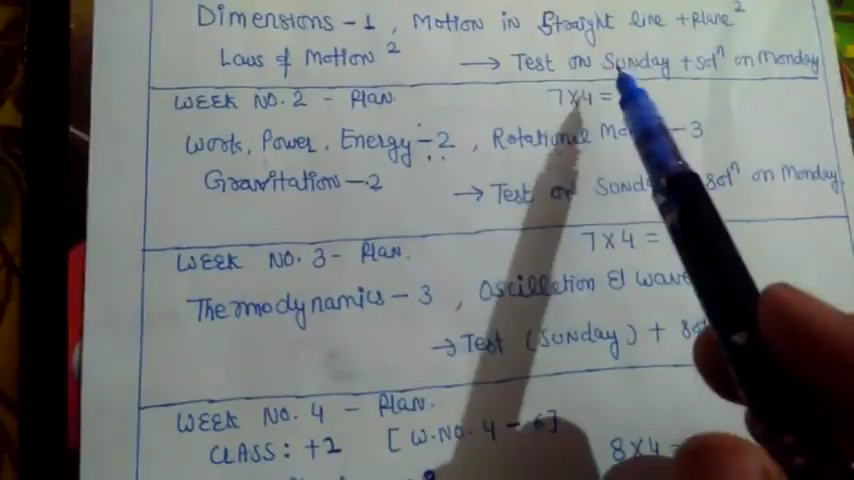 Dimensions - 1, Motion in Straight line + plane 2
Laws of Motion 2 → Test on Sunday + Solⁿ on Monday
WEEK NO. 2 - Plan. 7x4 =
Work, Power, Energy - 2, Rotational Mo - 3
Gravitation - 2 → Test on Sund Solⁿ on Monday
WEEK NO. 3 - Plan. 7x4 =
Thermodynamics - 3, Oscillation & Wave
→ Test (Sunday) + Sol
WEEK NO. 4 - Plan.
CLASS: +2 [W.NO. 4 - 6] 8x4 =